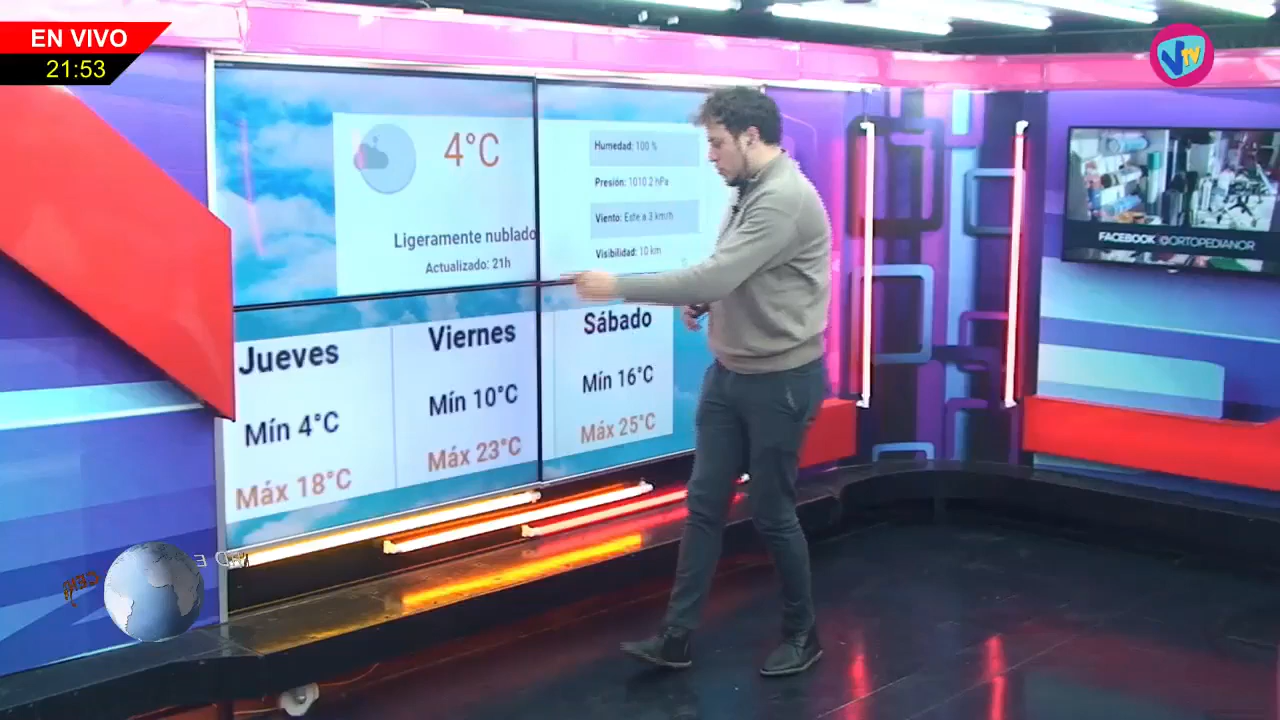 EN VIVO
21:53
VTV
4°C
Ligeramente nublado
Actualizado: 21h
Humedad: 100 %
Presión: 1010.2 hPa
Viento: Este a 3 km/h
Visibilidad: 10 km
Jueves
Mín 4°C
Máx 18°C
Viernes
Mín 10°C
Máx 23°C
Sábado
Mín 16°C
Máx 25°C
FACEBOOK @ORTOPEDIANOR